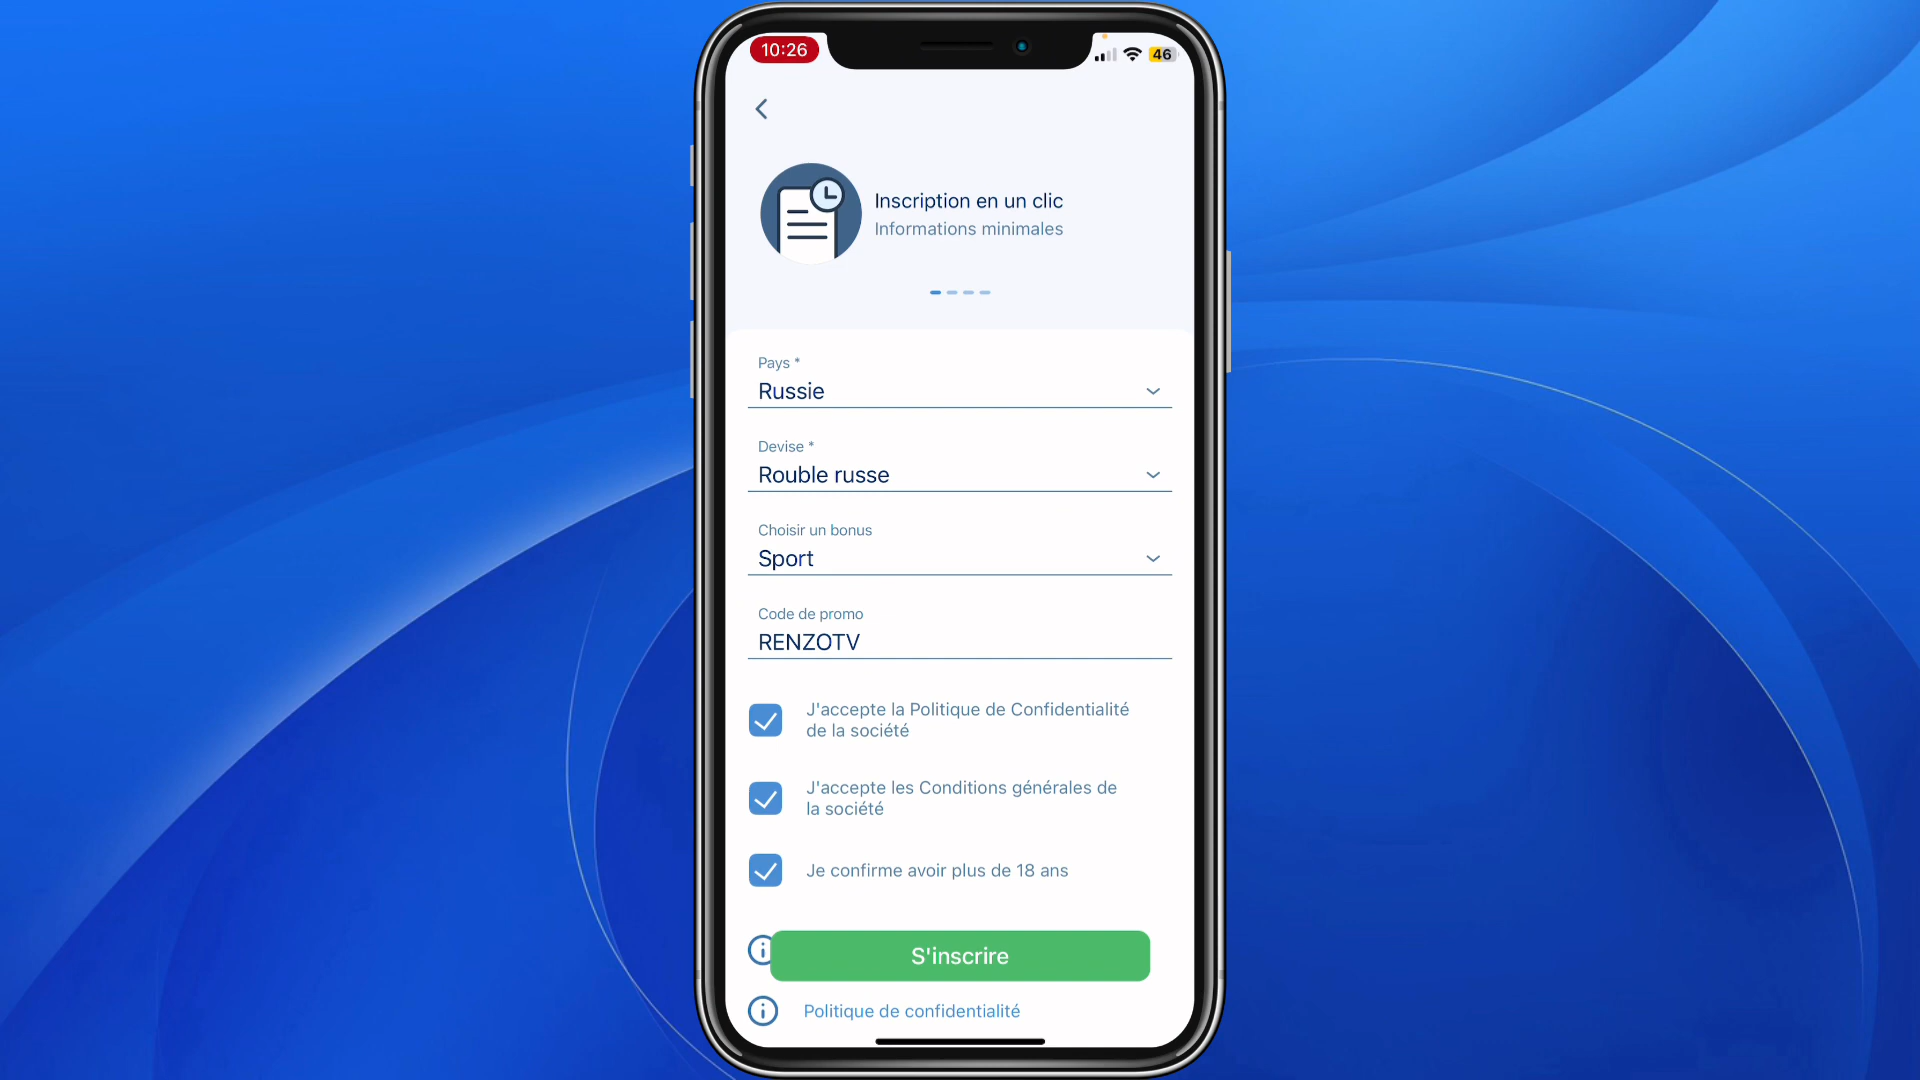 10:26
46
Inscription en un clic
Informations minimales
Pays *
Russie
Devise *
Rouble russe
Choisir un bonus
Sport
Code de promo
RENZOTV
J'accepte la Politique de Confidentialité
de la société
J'accepte les Conditions générales de
la société
Je confirme avoir plus de 18 ans
S'inscrire
Politique de confidentialité